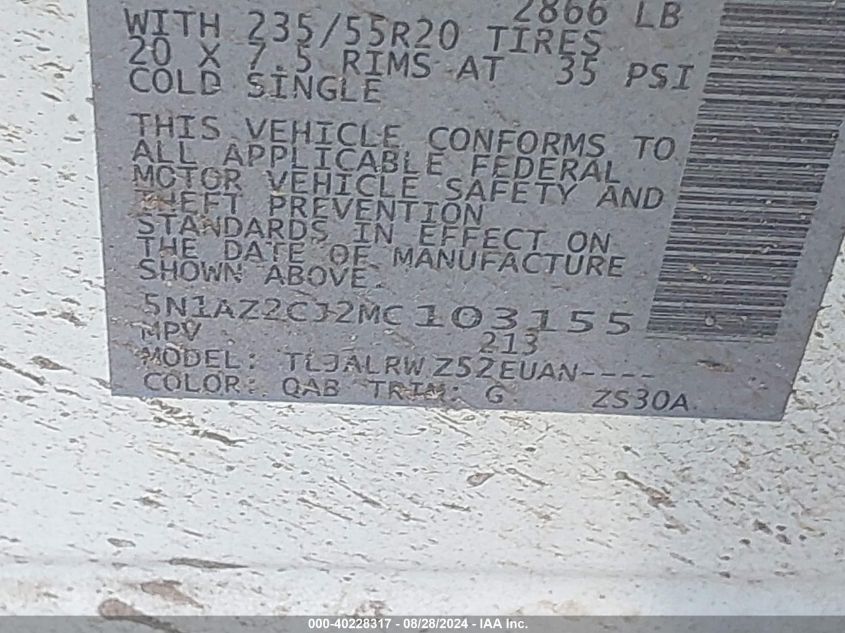 2866 LB
WITH 235/55R20 TIRES
20 X 7.5 RIMS AT 35 PSI
COLD SINGLE
THIS VEHICLE CONFORMS TO
ALL APPLICABLE FEDERAL
MOTOR VEHICLE SAFETY AND
THEFT PREVENTION
STANDARDS IN EFFECT ON
THE DATE OF MANUFACTURE
SHOWN ABOVE.
5N1AZ2CJ2MC103155
MPV 213
MODEL: TL3ALRWZ52EUAN----
COLOR: QAB TRIM: G ZS30A
000-40228317 - 08/28/2024 - IAA Inc.